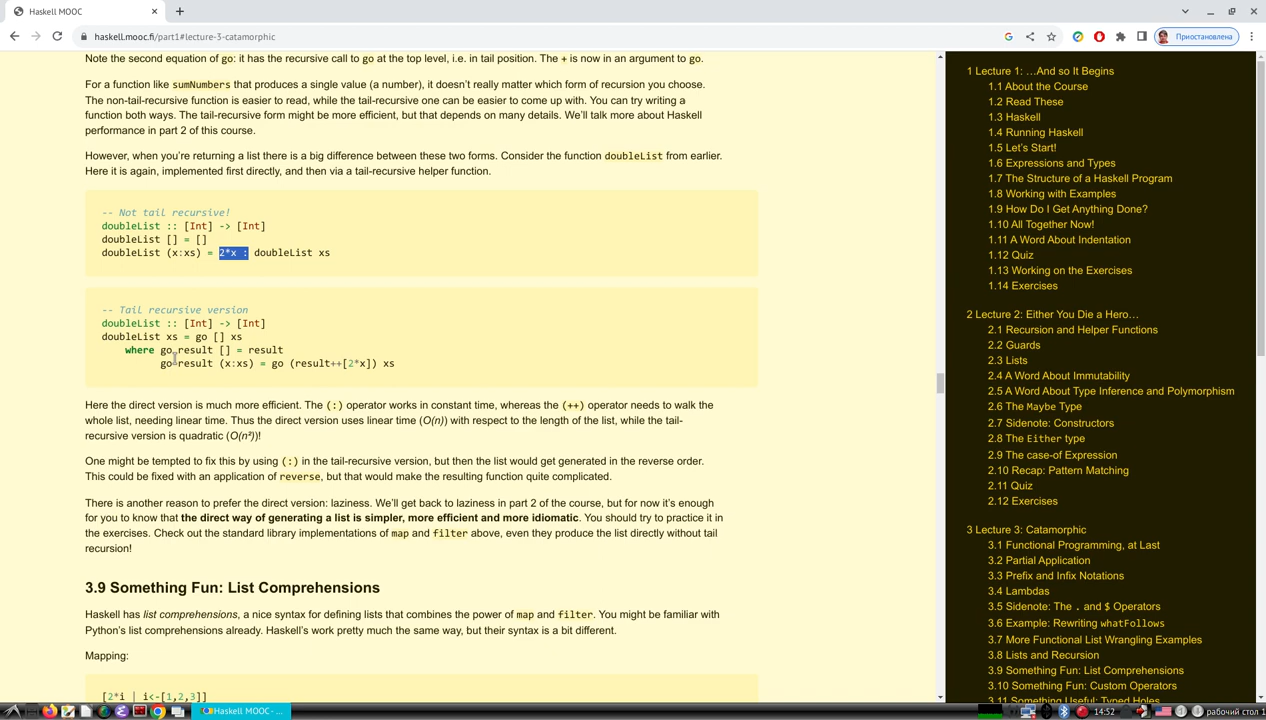 Haskell MOOC
haskell.mooc.fi/part1#lecture-3-catamorphic
Приостановлена
Note the second equation of go: it has the recursive call to go at the top level, i.e. in tail position. The + is now in an argument to go.
For a function like sumNumbers that produces a single value (a number), it doesn't really matter which form of recursion you choose.
The non-tail-recursive function is easier to read, while the tail-recursive one can be easier to come up with. You can try writing a
function both ways. The tail-recursive form might be more efficient, but that depends on many details. We'll talk more about Haskell
performance in part 2 of this course.
However, when you're returning a list there is a big difference between these two forms. Consider the function doubleList from earlier.
Here it is again, implemented first directly, and then via a tail-recursive helper function.
-- Not tail recursive!
doubleList :: [Int] -> [Int]
doubleList [] = []
doubleList (x:xs) = 2*x : doubleList xs
-- Tail recursive version
doubleList :: [Int] -> [Int]
doubleList xs = go [] xs
where go result [] = result
go result (x:xs) = go (result++[2*x]) xs
Here the direct version is much more efficient. The (:) operator works in constant time, whereas the (++) operator needs to walk the
whole list, needing linear time. Thus the direct version uses linear time (O(n)) with respect to the length of the list, while the tail-
recursive version is quadratic (O(n²))!
One might be tempted to fix this by using (:) in the tail-recursive version, but then the list would get generated in the reverse order.
This could be fixed with an application of reverse, but that would make the resulting function quite complicated.
There is another reason to prefer the direct version: laziness. We'll get back to laziness in part 2 of the course, but for now it's enough
for you to know that the direct way of generating a list is simpler, more efficient and more idiomatic. You should try to practice it in
the exercises. Check out the standard library implementations of map and filter above, even they produce the list directly without tail
recursion!
3.9 Something Fun: List Comprehensions
Haskell has list comprehensions, a nice syntax for defining lists that combines the power of map and filter. You might be familiar with
Python's list comprehensions already. Haskell's work pretty much the same way, but their syntax is a bit different.
Mapping:
[2*i | i<-[1,2,3]]
1 Lecture 1: …And so It Begins
1.1 About the Course
1.2 Read These
1.3 Haskell
1.4 Running Haskell
1.5 Let's Start!
1.6 Expressions and Types
1.7 The Structure of a Haskell Program
1.8 Working with Examples
1.9 How Do I Get Anything Done?
1.10 All Together Now!
1.11 A Word About Indentation
1.12 Quiz
1.13 Working on the Exercises
1.14 Exercises
2 Lecture 2: Either You Die a Hero…
2.1 Recursion and Helper Functions
2.2 Guards
2.3 Lists
2.4 A Word About Immutability
2.5 A Word About Type Inference and Polymorphism
2.6 The Maybe Type
2.7 Sidenote: Constructors
2.8 The Either type
2.9 The case-of Expression
2.10 Recap: Pattern Matching
2.11 Quiz
2.12 Exercises
3 Lecture 3: Catamorphic
3.1 Functional Programming, at Last
3.2 Partial Application
3.3 Prefix and Infix Notations
3.4 Lambdas
3.5 Sidenote: The . and $ Operators
3.6 Example: Rewriting whatFollows
3.7 More Functional List Wrangling Examples
3.8 Lists and Recursion
3.9 Something Fun: List Comprehensions
3.10 Something Fun: Custom Operators
3.11 Something Useful: Typed Holes
Haskell MOOC - ...
14:52
рабочий стол 1